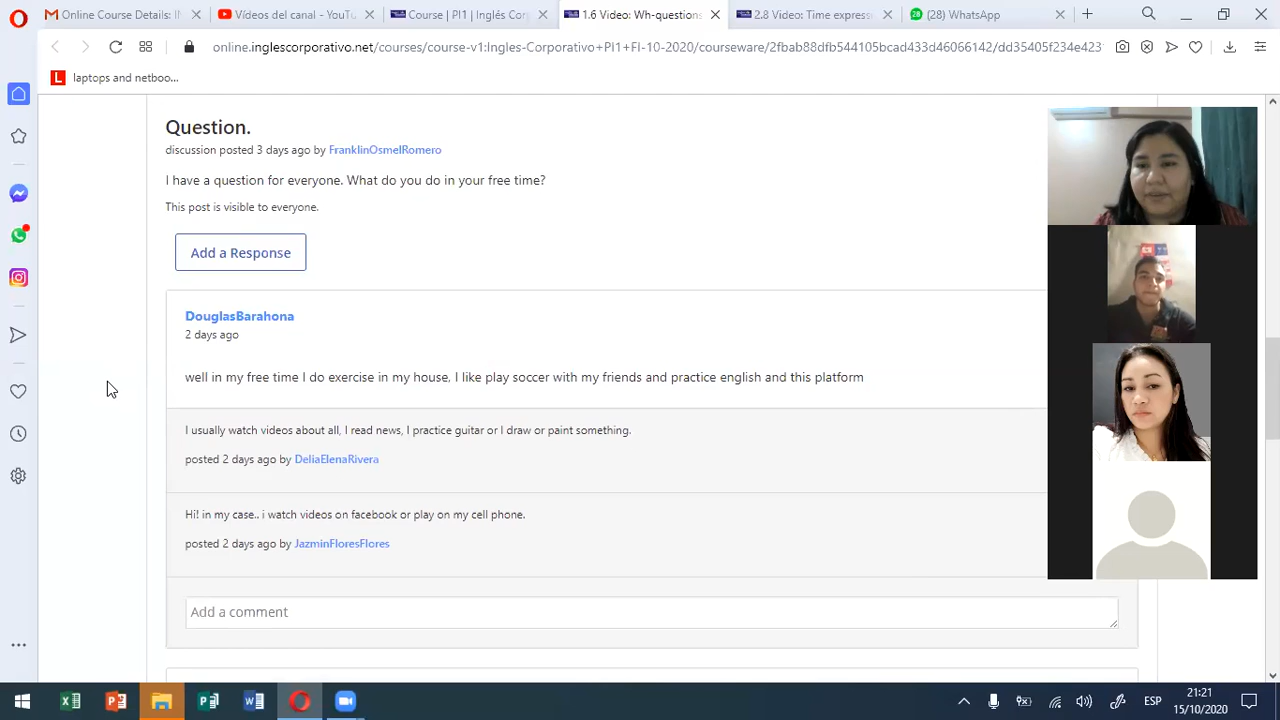 Online CoursesDetails: Il
Vídeos del canal - YouTu
Course | PI1 | Inglés Corp
1.6 Video: Wh-questions
2.8 Video: Time express
(28) WhatsApp
online.inglescorporativo.net/courses/course-v1:Ingles-Corporativo+PI1+FI-10-2020/courseware/2fbab88dfb544105bcad433d46066142/dd35405f234e423
laptops and netboo...
Question.
discussion posted 3 days ago by FranklinOsmelRomero
I have a question for everyone. What do you do in your free time?
This post is visible to everyone.
Add a Response
DouglasBarahona
2 days ago
well in my free time I do exercise in my house, I like play soccer with my friends and practice english and this platform
I usually watch videos about all, I read news, I practice guitar or I draw or paint something.
posted 2 days ago by DeliaElenaRivera
Hi! in my case.. i watch videos on facebook or play on my cell phone.
posted 2 days ago by JazminFloresFlores
Add a comment
ESP
21:21
15/10/2020